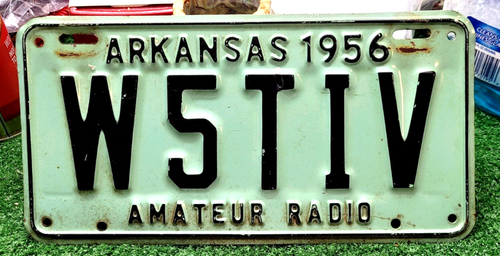 ARKANSAS 1956
W5TIV
AMATEUR RADIO